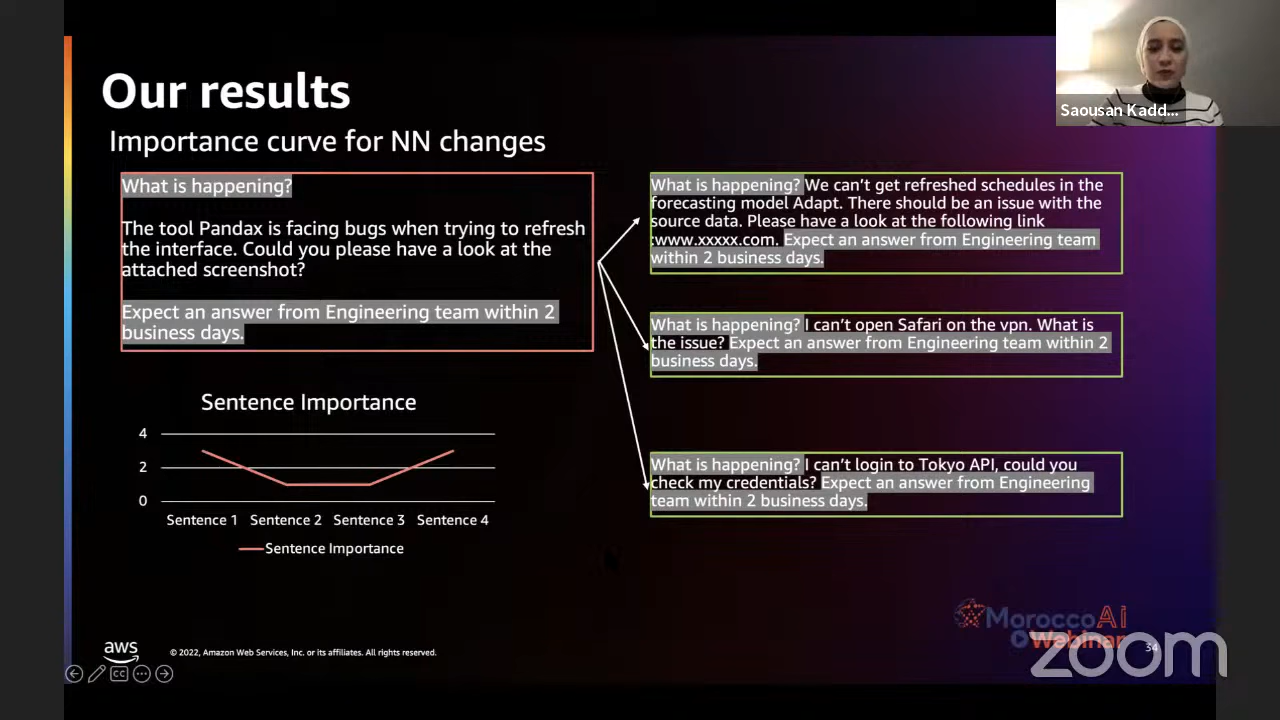 Our results
Importance curve for NN changes
What is happening?
The tool Pandax is facing bugs when trying to refresh
the interface. Could you please have a look at the
attached screenshot?
Expect an answer from Engineering team within 2
business days.
What is happening? We can't get refreshed schedules in the
forecasting model Adapt. There should be an issue with the
source data. Please have a look at the following link
:www.xxxxx.com. Expect an answer from Engineering team
within 2 business days.
What is happening? I can't open Safari on the vpn. What is
the issue? Expect an answer from Engineering team within 2
business days.
What is happening? I can't login to Tokyo API, could you
check my credentials? Expect an answer from Engineering
team within 2 business days.
Sentence Importance
4
2
0
Sentence 1 Sentence 2 Sentence 3 Sentence 4
Sentence Importance
aws
© 2022, Amazon Web Services, Inc. or its affiliates. All rights reserved.
CC
MoroccoAi
Webinar
34
zoom
Saousan Kadd...